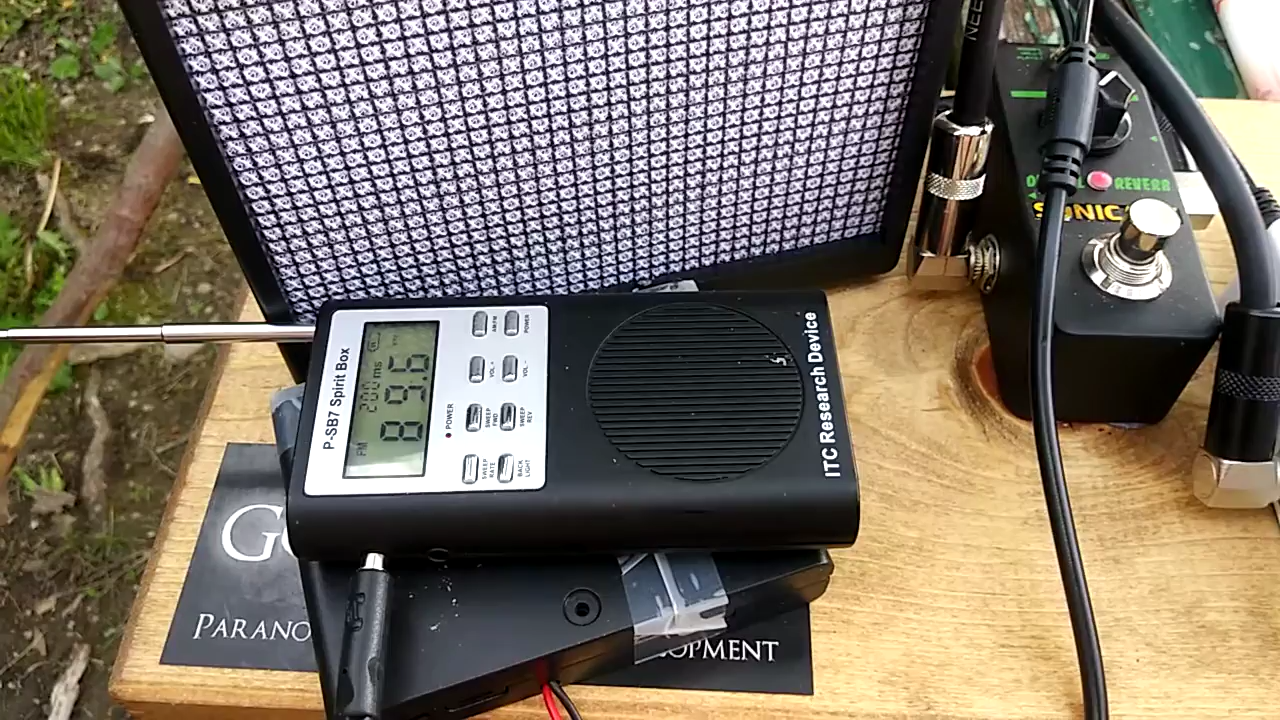 P-SB7 Spirit Box
FM 200 ms
89.6
AM/FM
POWER
VOL+
VOL-
POWER
SWEEP FWD
SWEEP REV
SWEEP RATE
BACK LIGHT
ITC Research Device
REVERB
SONIC
PARANO
OPMENT